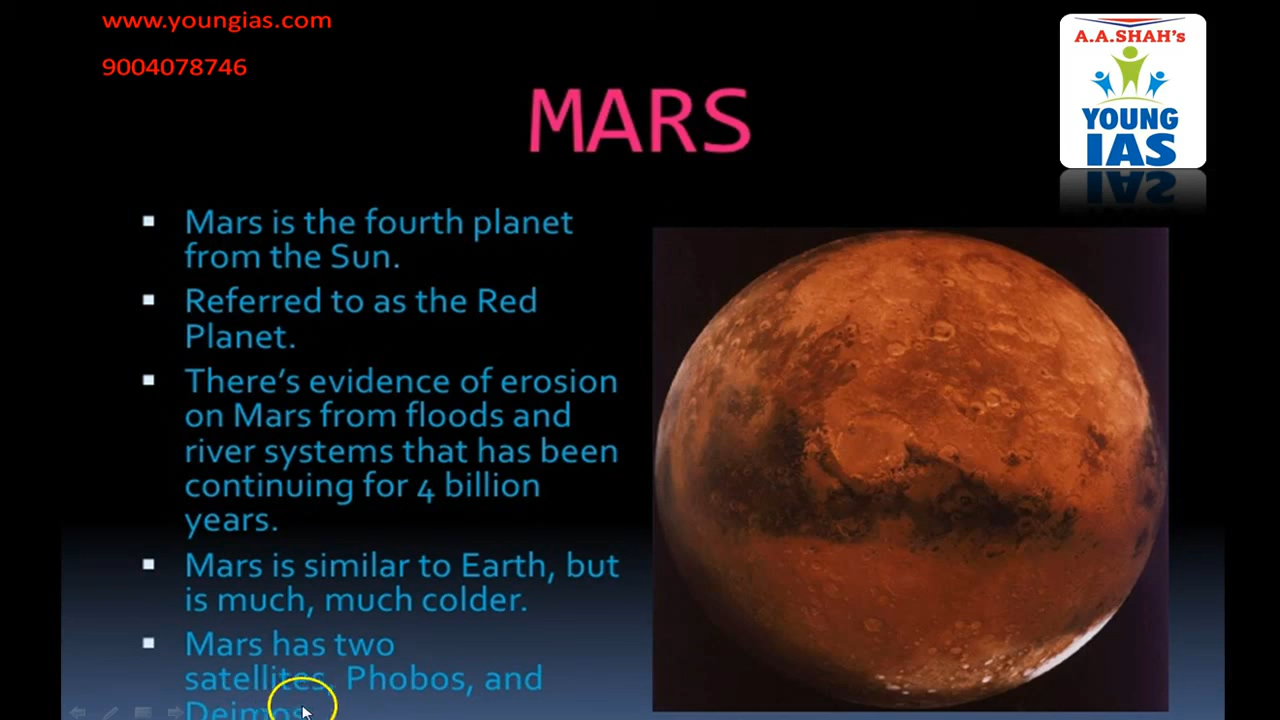 www.youngias.com
9004078746
A.A.SHAH's
YOUNG
IAS
MARS
Mars is the fourth planet
from the Sun.
Referred to as the Red
Planet.
There's evidence of erosion
on Mars from floods and
river systems that has been
continuing for 4 billion
years.
Mars is similar to Earth, but
is much, much colder.
Mars has two
satellites, Phobos, and
Deimos